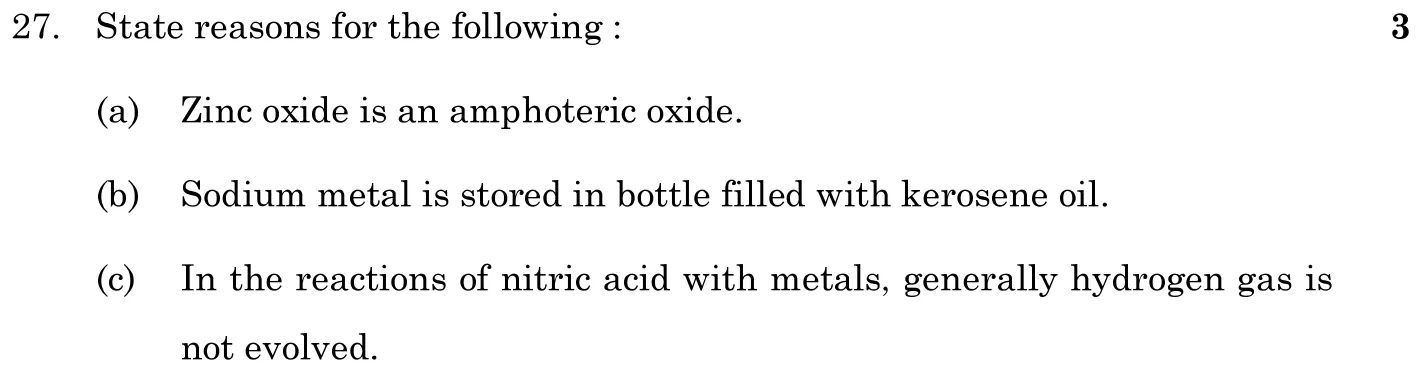 27. State reasons for the following : 3
(a) Zinc oxide is an amphoteric oxide.
(b) Sodium metal is stored in bottle filled with kerosene oil.
(c) In the reactions of nitric acid with metals, generally hydrogen gas is
not evolved.